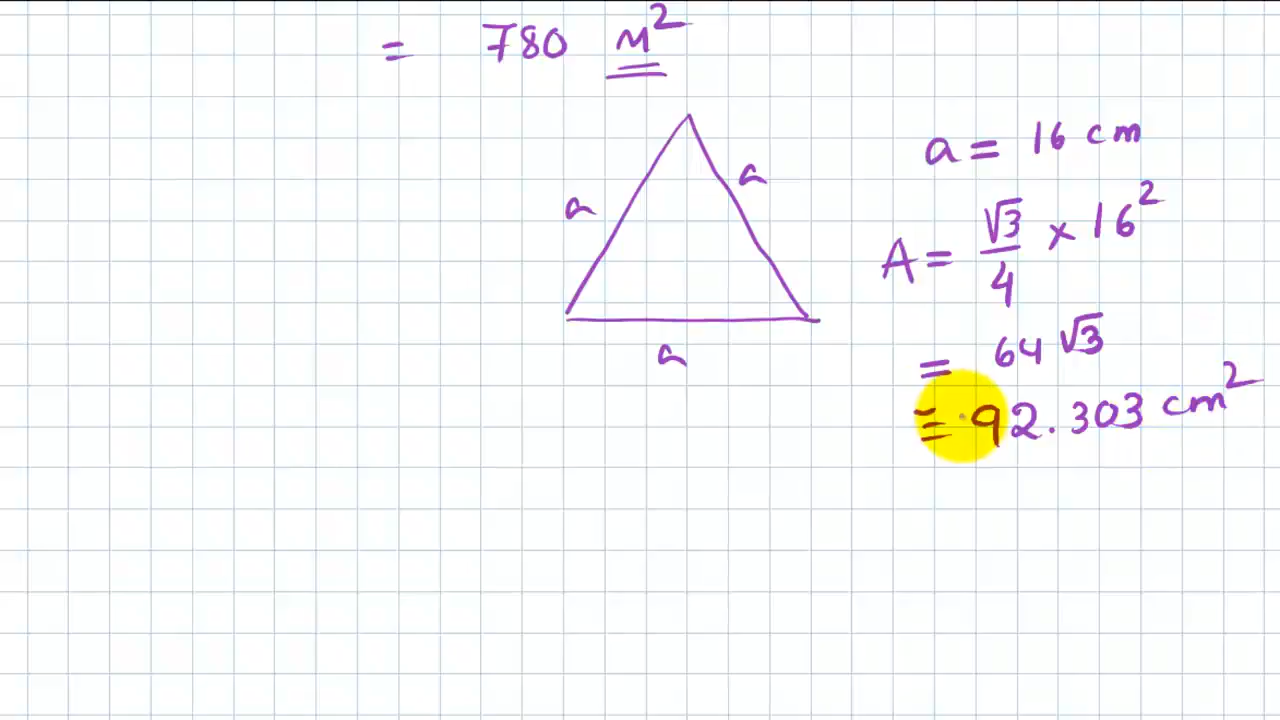 = 780 M²
a = 16 cm
a
a
A = √3/4 × 16²
= 64 √3
a
= 92.303 cm²